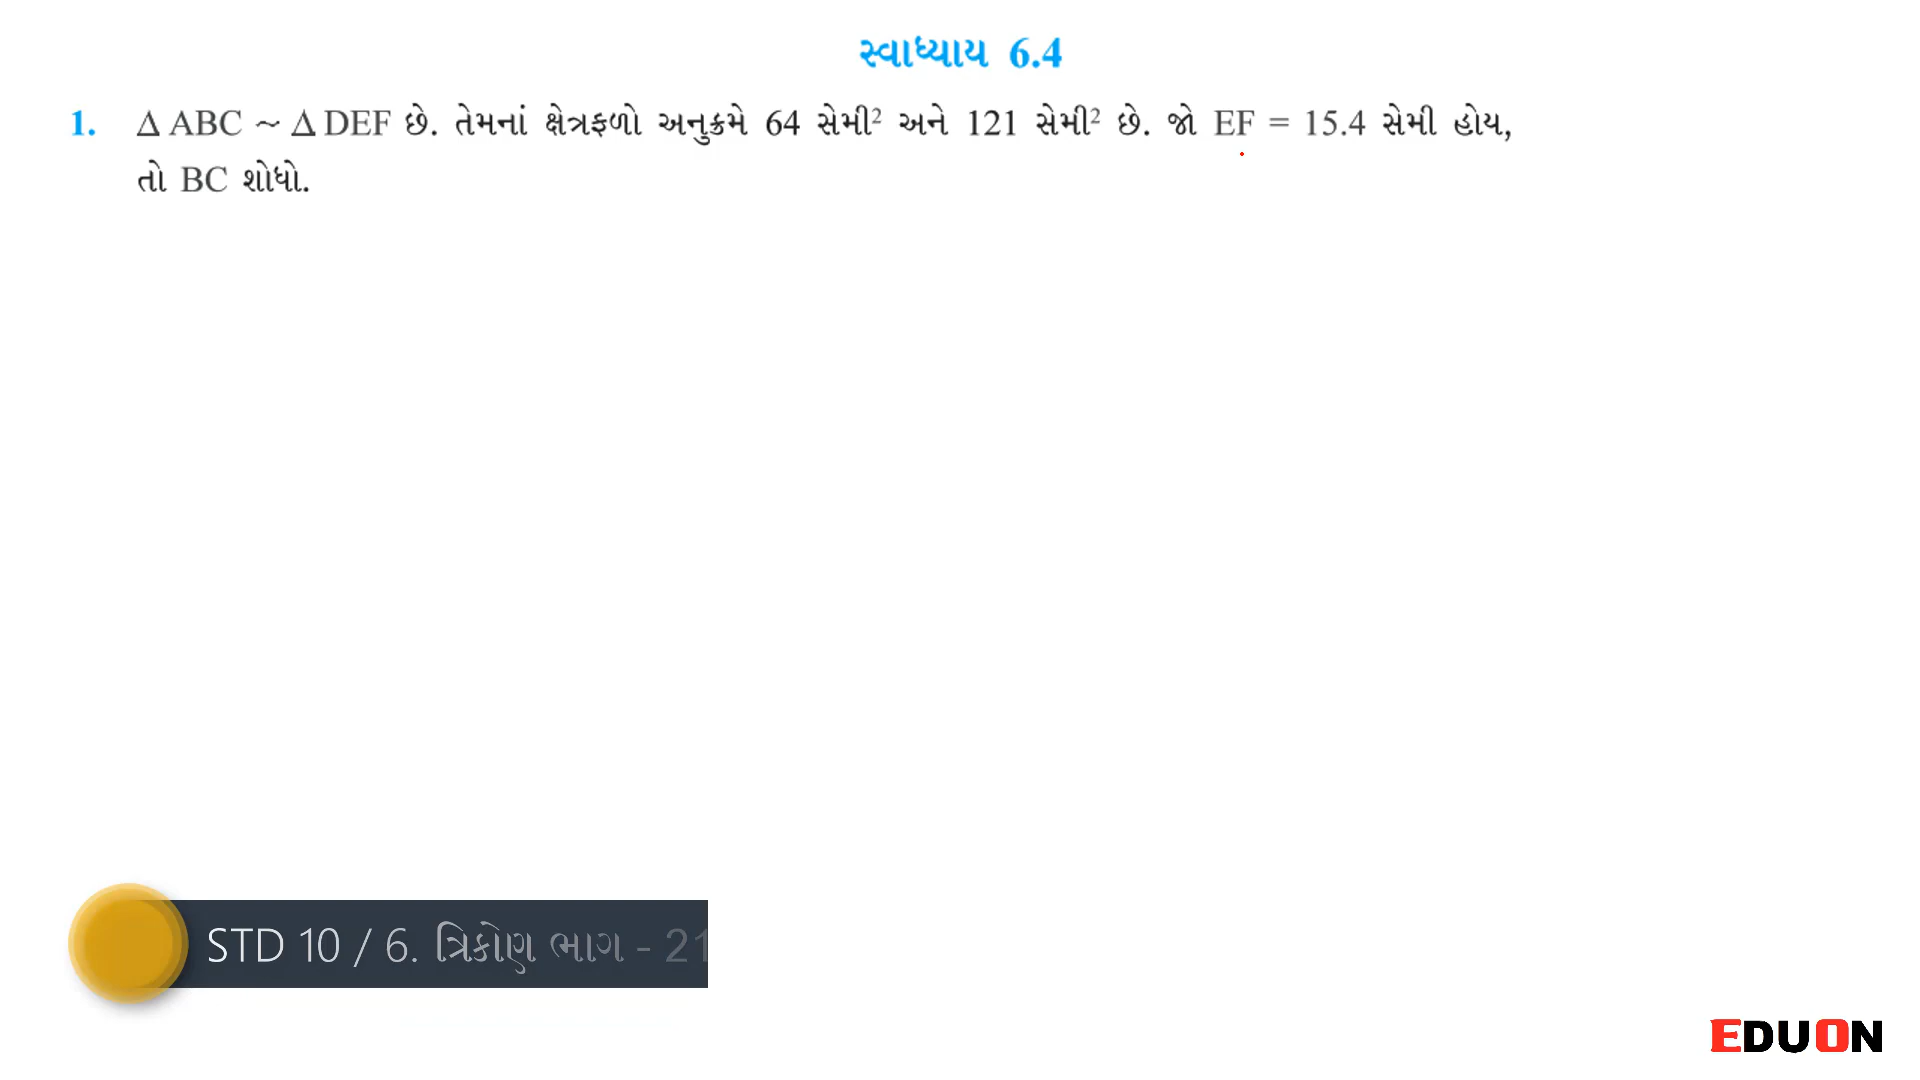 સ્વાધ્યાય 6.4
1. Δ ABC ~ Δ DEF છે. તેમનાં ક્ષેત્રફળો અનુક્રમે 64 સેમી² અને 121 સેમી² છે. જો EF = 15.4 સેમી હોય,
તો BC શોધો.
STD 10 / 6. ત્રિકોણ ભાગ - 21
EDUON